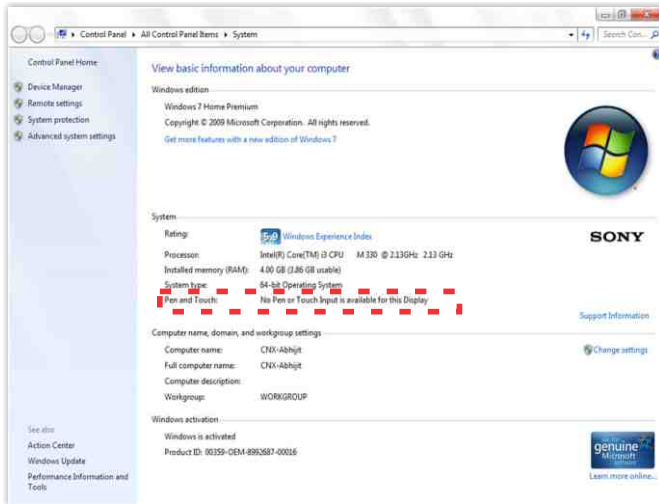 Control Panel ▸ All Control Panel Items ▸ System
Search Con...
Control Panel Home
Device Manager
Remote settings
System protection
Advanced system settings
View basic information about your computer
Windows edition
Windows 7 Home Premium
Copyright © 2009 Microsoft Corporation. All rights reserved.
Get more features with a new edition of Windows 7
System
Rating: 5.9 Windows Experience Index
Processor: Intel(R) Core(TM) i3 CPU M 330 @ 2.13GHz 2.13 GHz
Installed memory (RAM): 4.00 GB (3.86 GB usable)
System type: 64-bit Operating System
Pen and Touch: No Pen or Touch Input is available for this Display
SONY
Support Information
Computer name, domain, and workgroup settings
Computer name: CNX-Abhijit
Full computer name: CNX-Abhijit
Computer description:
Workgroup: WORKGROUP
Change settings
Windows activation
Windows is activated
Product ID: 00359-OEM-8992687-00016
ask for
genuine
Microsoft
software
Learn more online...
See also
Action Center
Windows Update
Performance Information and
Tools